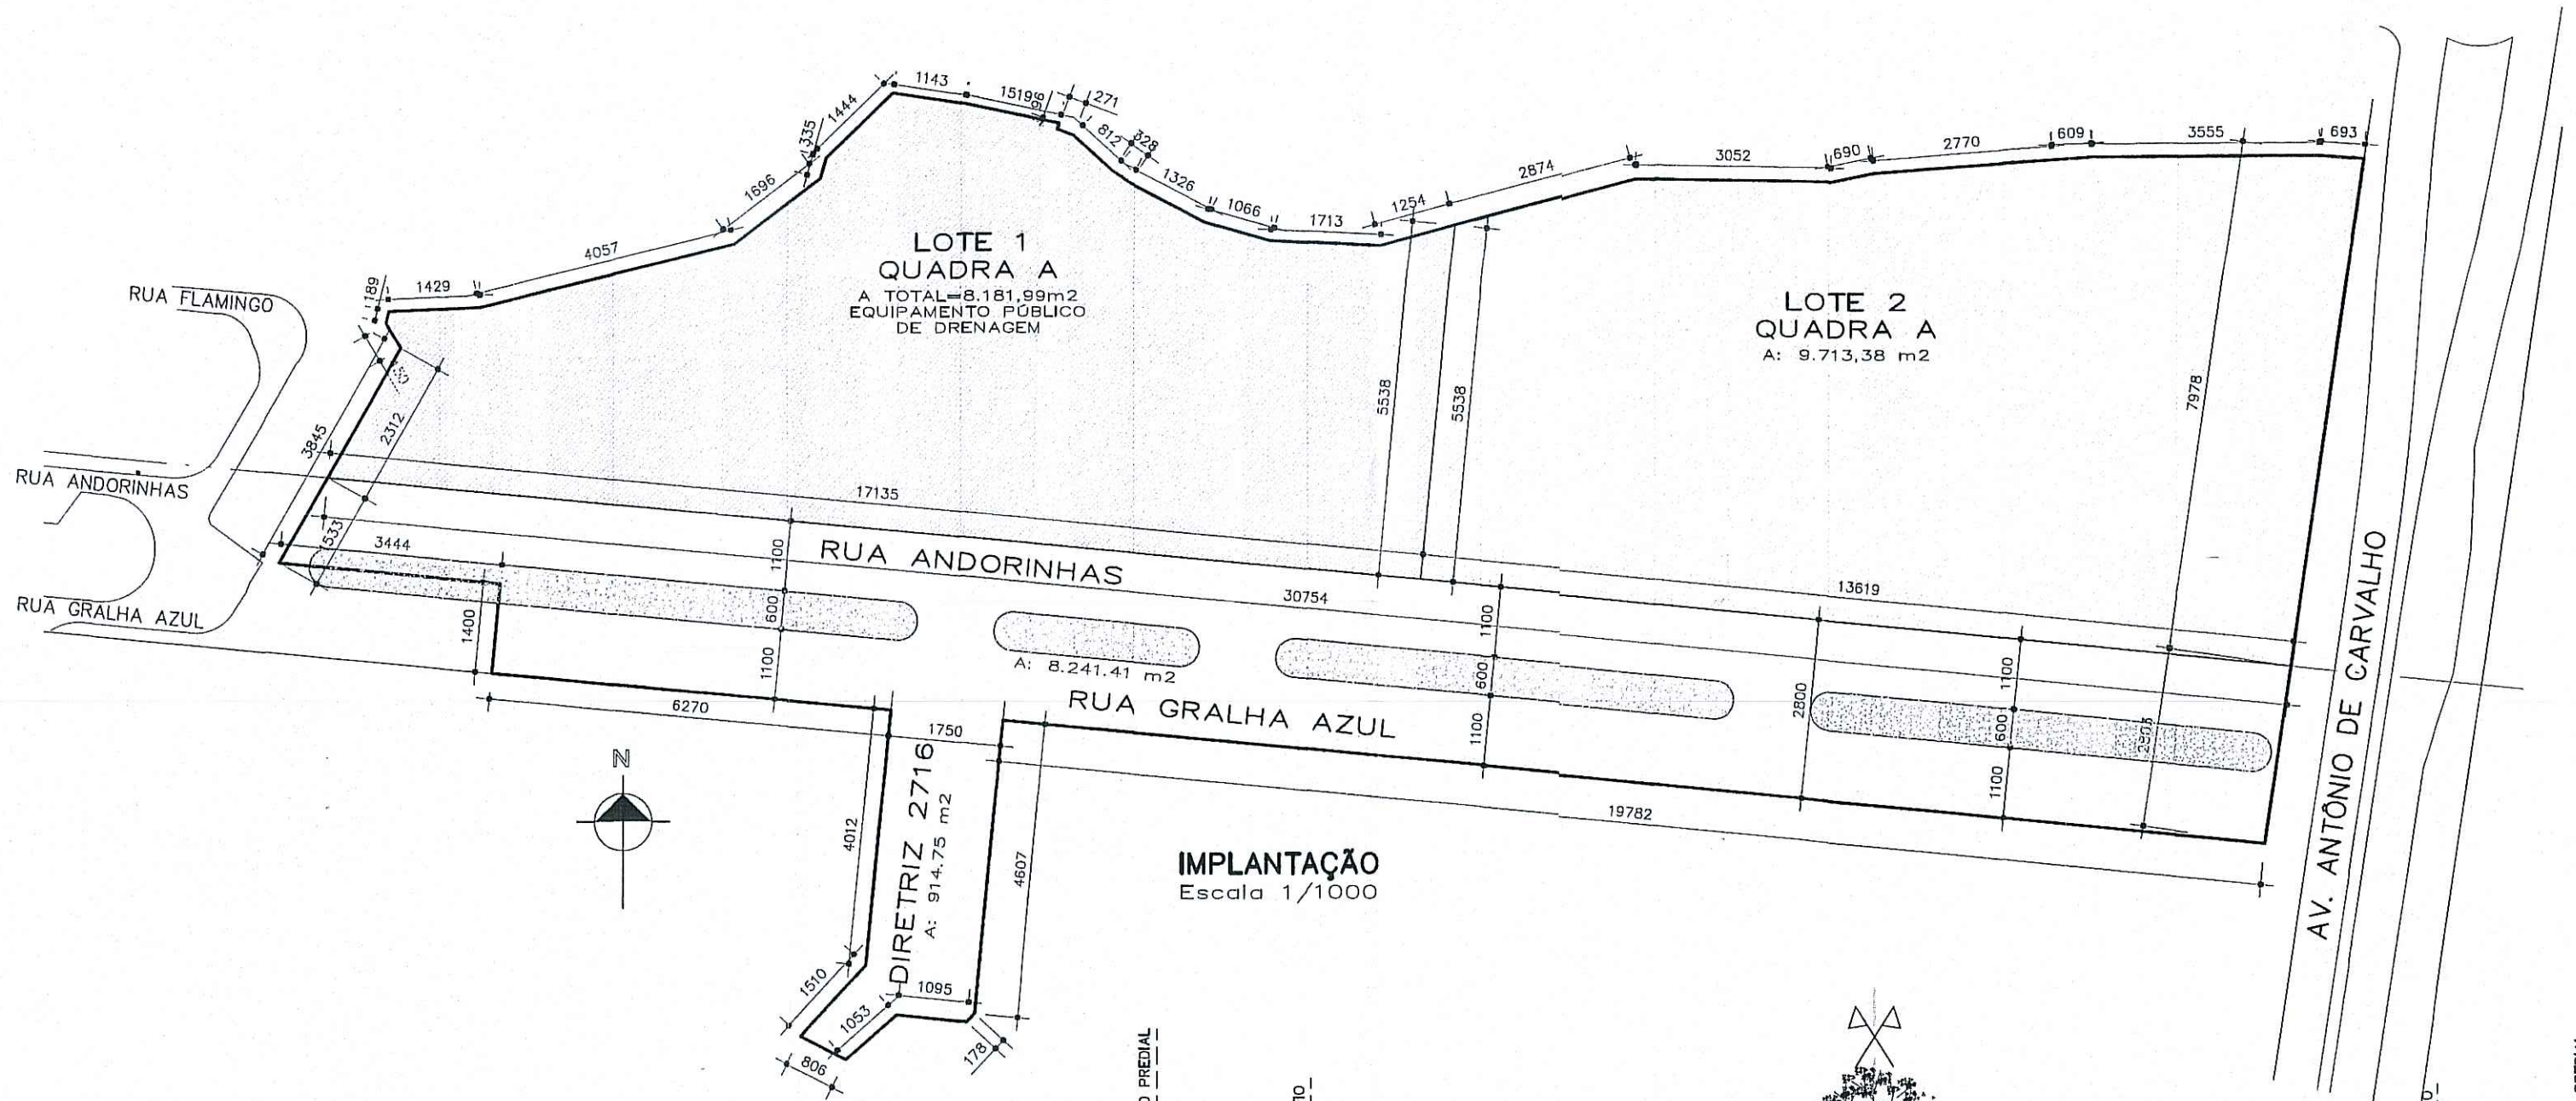 1143
1519
196
271
1444
335
812
328
1696
1326
1066
1713
1254
2874
3052
690
2770
609
3555
693
4057
1429
189
RUA FLAMINGO
LOTE 1
QUADRA A
A TOTAL=8.181,99m2
EQUIPAMENTO PÚBLICO
DE DRENAGEM
LOTE 2
QUADRA A
A: 9.713,38 m2
5538
5538
7978
2312
3845
RUA ANDORINHAS
17135
1533
3444
1100
RUA ANDORINHAS
30754
13619
RUA GRALHA AZUL
1400
600
1100
A: 8.241.41 m2
1100
600
1100
2800
1100
600
1100
2803
RUA GRALHA AZUL
6270
1750
19782
AV. ANTÔNIO DE CARVALHO
N
4012
DIRETRIZ 2716
A: 914.75 m2
4607
IMPLANTAÇÃO
Escala 1/1000
1510
1053
1095
178
806
O PREDIAL